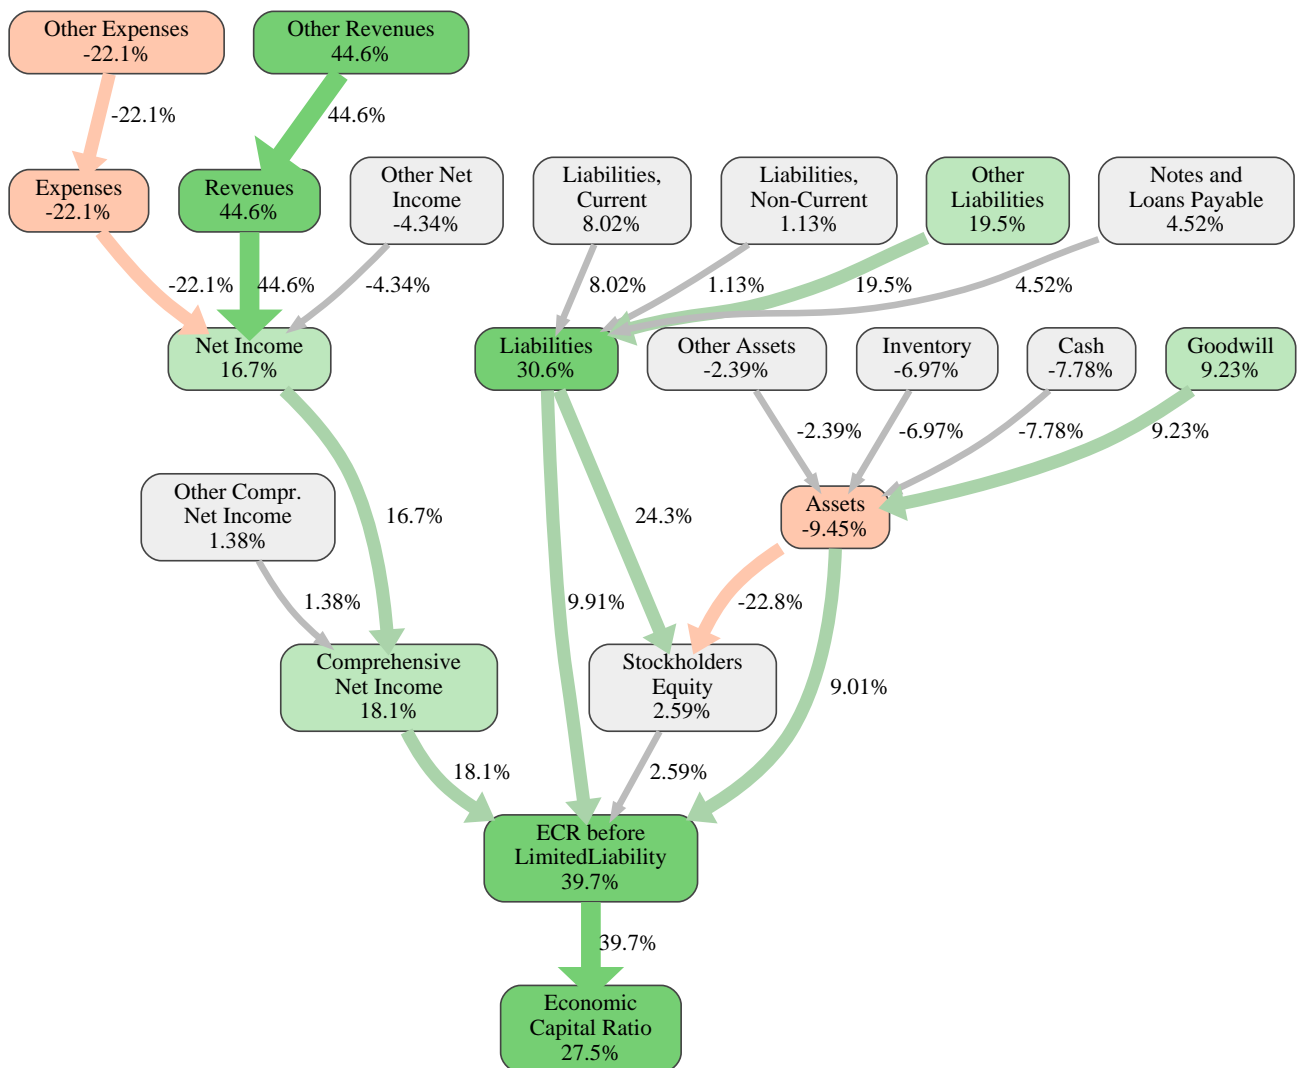 Other Expenses
-22.1%
Other Revenues
44.6%
-22.1%
44.6%
Expenses
-22.1%
Revenues
44.6%
Other Net
Income
-4.34%
Liabilities,
Current
8.02%
Liabilities,
Non-Current
1.13%
Other
Liabilities
19.5%
Notes and
Loans Payable
4.52%
-22.1%
44.6%
-4.34%
8.02%
1.13%
19.5%
4.52%
Net Income
16.7%
Liabilities
30.6%
Other Assets
-2.39%
Inventory
-6.97%
Cash
-7.78%
Goodwill
9.23%
-2.39%
-6.97%
-7.78%
9.23%
Other Compr.
Net Income
1.38%
16.7%
24.3%
Assets
-9.45%
1.38%
9.91%
-22.8%
Comprehensive
Net Income
18.1%
Stockholders
Equity
2.59%
9.01%
18.1%
2.59%
ECR before
LimitedLiability
39.7%
39.7%
Economic
Capital Ratio
27.5%